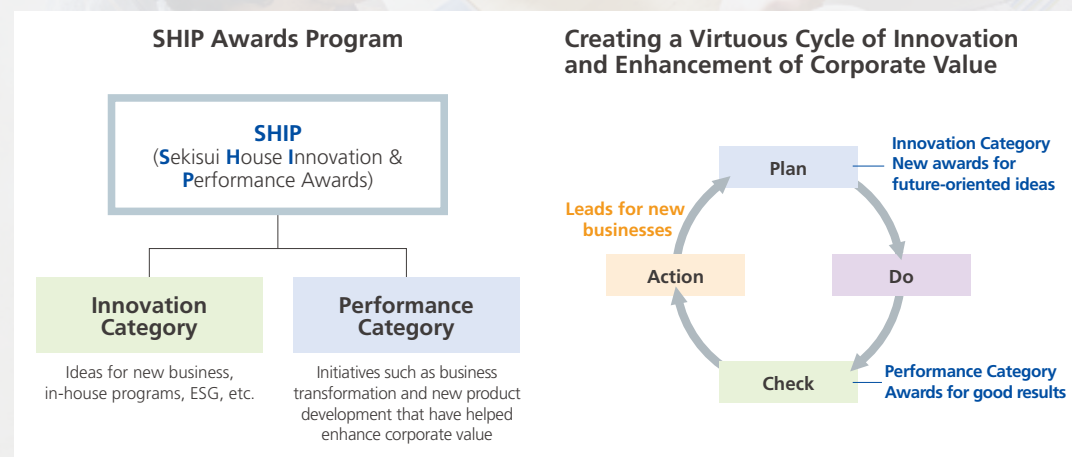 SHIP Awards Program
SHIP
(Sekisui House Innovation &
Performance Awards)
Innovation
Category
Ideas for new business,
in-house programs, ESG, etc.
Performance
Category
Initiatives such as business
transformation and new product
development that have helped
enhance corporate value
Creating a Virtuous Cycle of Innovation
and Enhancement of Corporate Value
Plan
Innovation Category
New awards for
future-oriented ideas
Leads for new
businesses
Action
Do
Check
Performance Category
Awards for good results